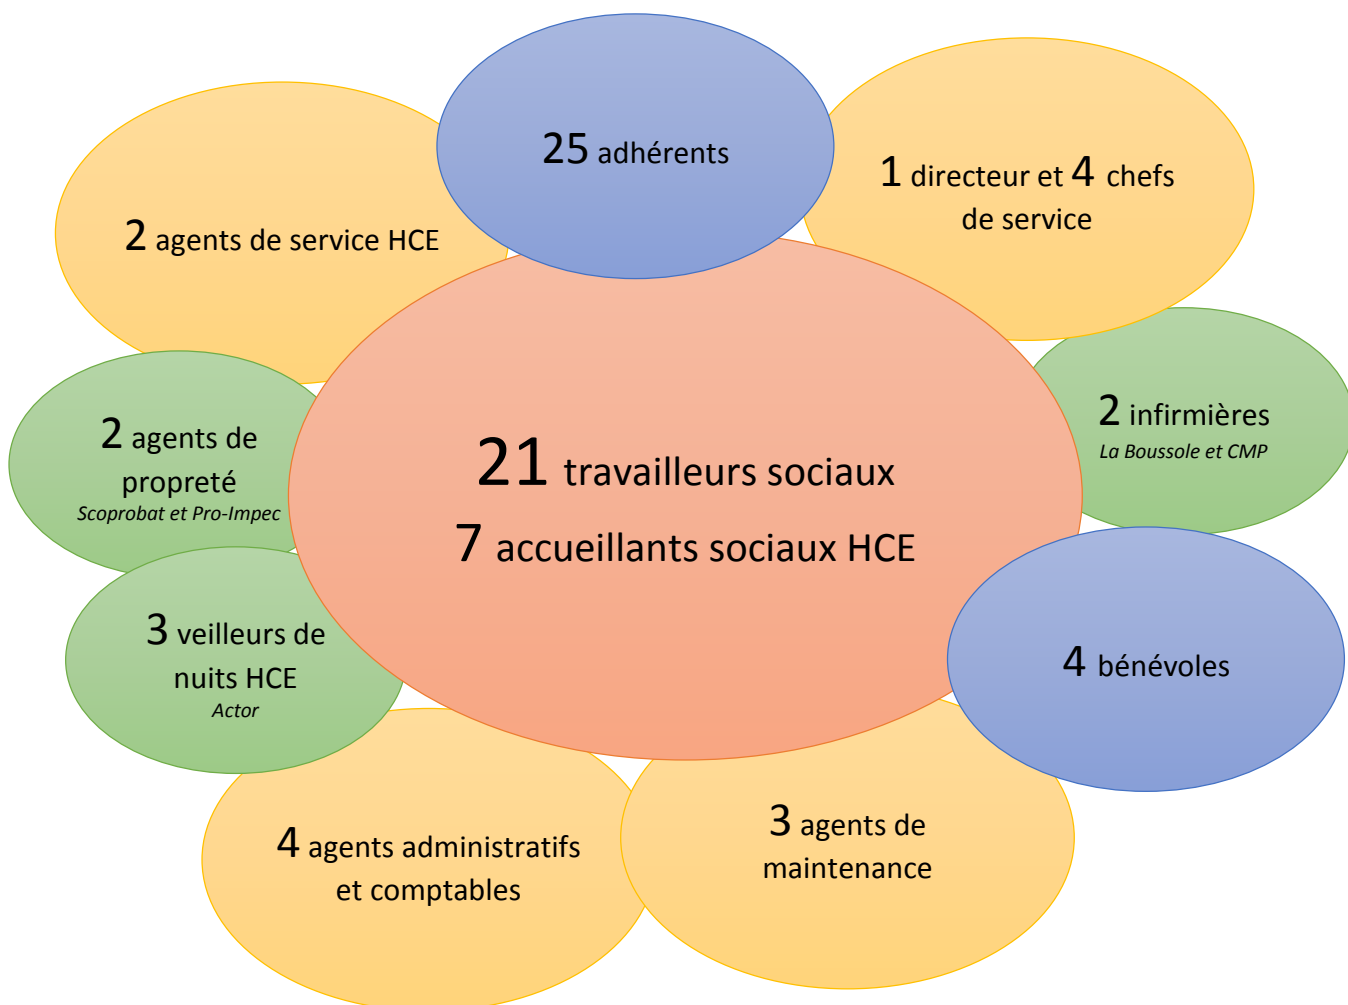 25 adhérents
1 directeur et 4 chefs
de service
2 agents de service HCE
2 infirmières
La Boussole et CMP
2 agents de
propreté
Scoprobat et Pro-Impec
21 travailleurs sociaux
7 accueillants sociaux HCE
3 veilleurs de
nuits HCE
Actor
4 bénévoles
4 agents administratifs
et comptables
3 agents de
maintenance